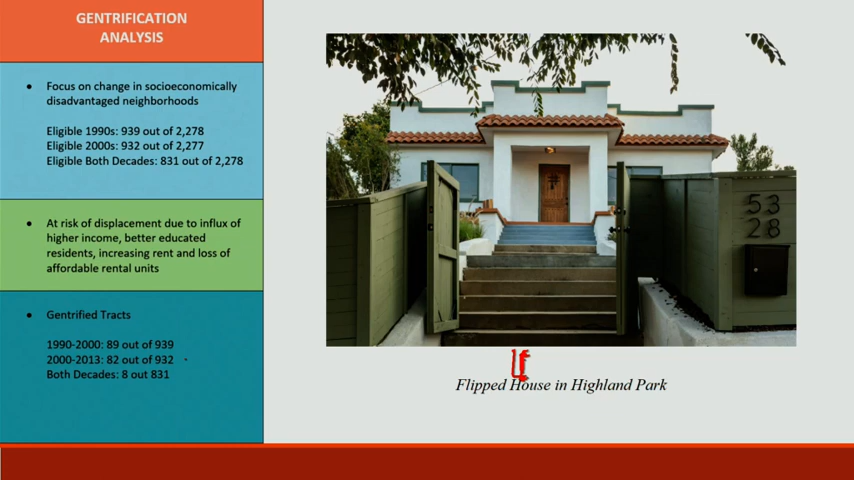 GENTRIFICATION
ANALYSIS
• Focus on change in socioeconomically
disadvantaged neighborhoods
Eligible 1990s: 939 out of 2,278
Eligible 2000s: 932 out of 2,277
Eligible Both Decades: 831 out of 2,278
• At risk of displacement due to influx of
higher income, better educated
residents, increasing rent and loss of
affordable rental units
• Gentrified Tracts
1990-2000: 89 out of 939
2000-2013: 82 out of 932
Both Decades: 8 out 831
53
28
Flipped House in Highland Park